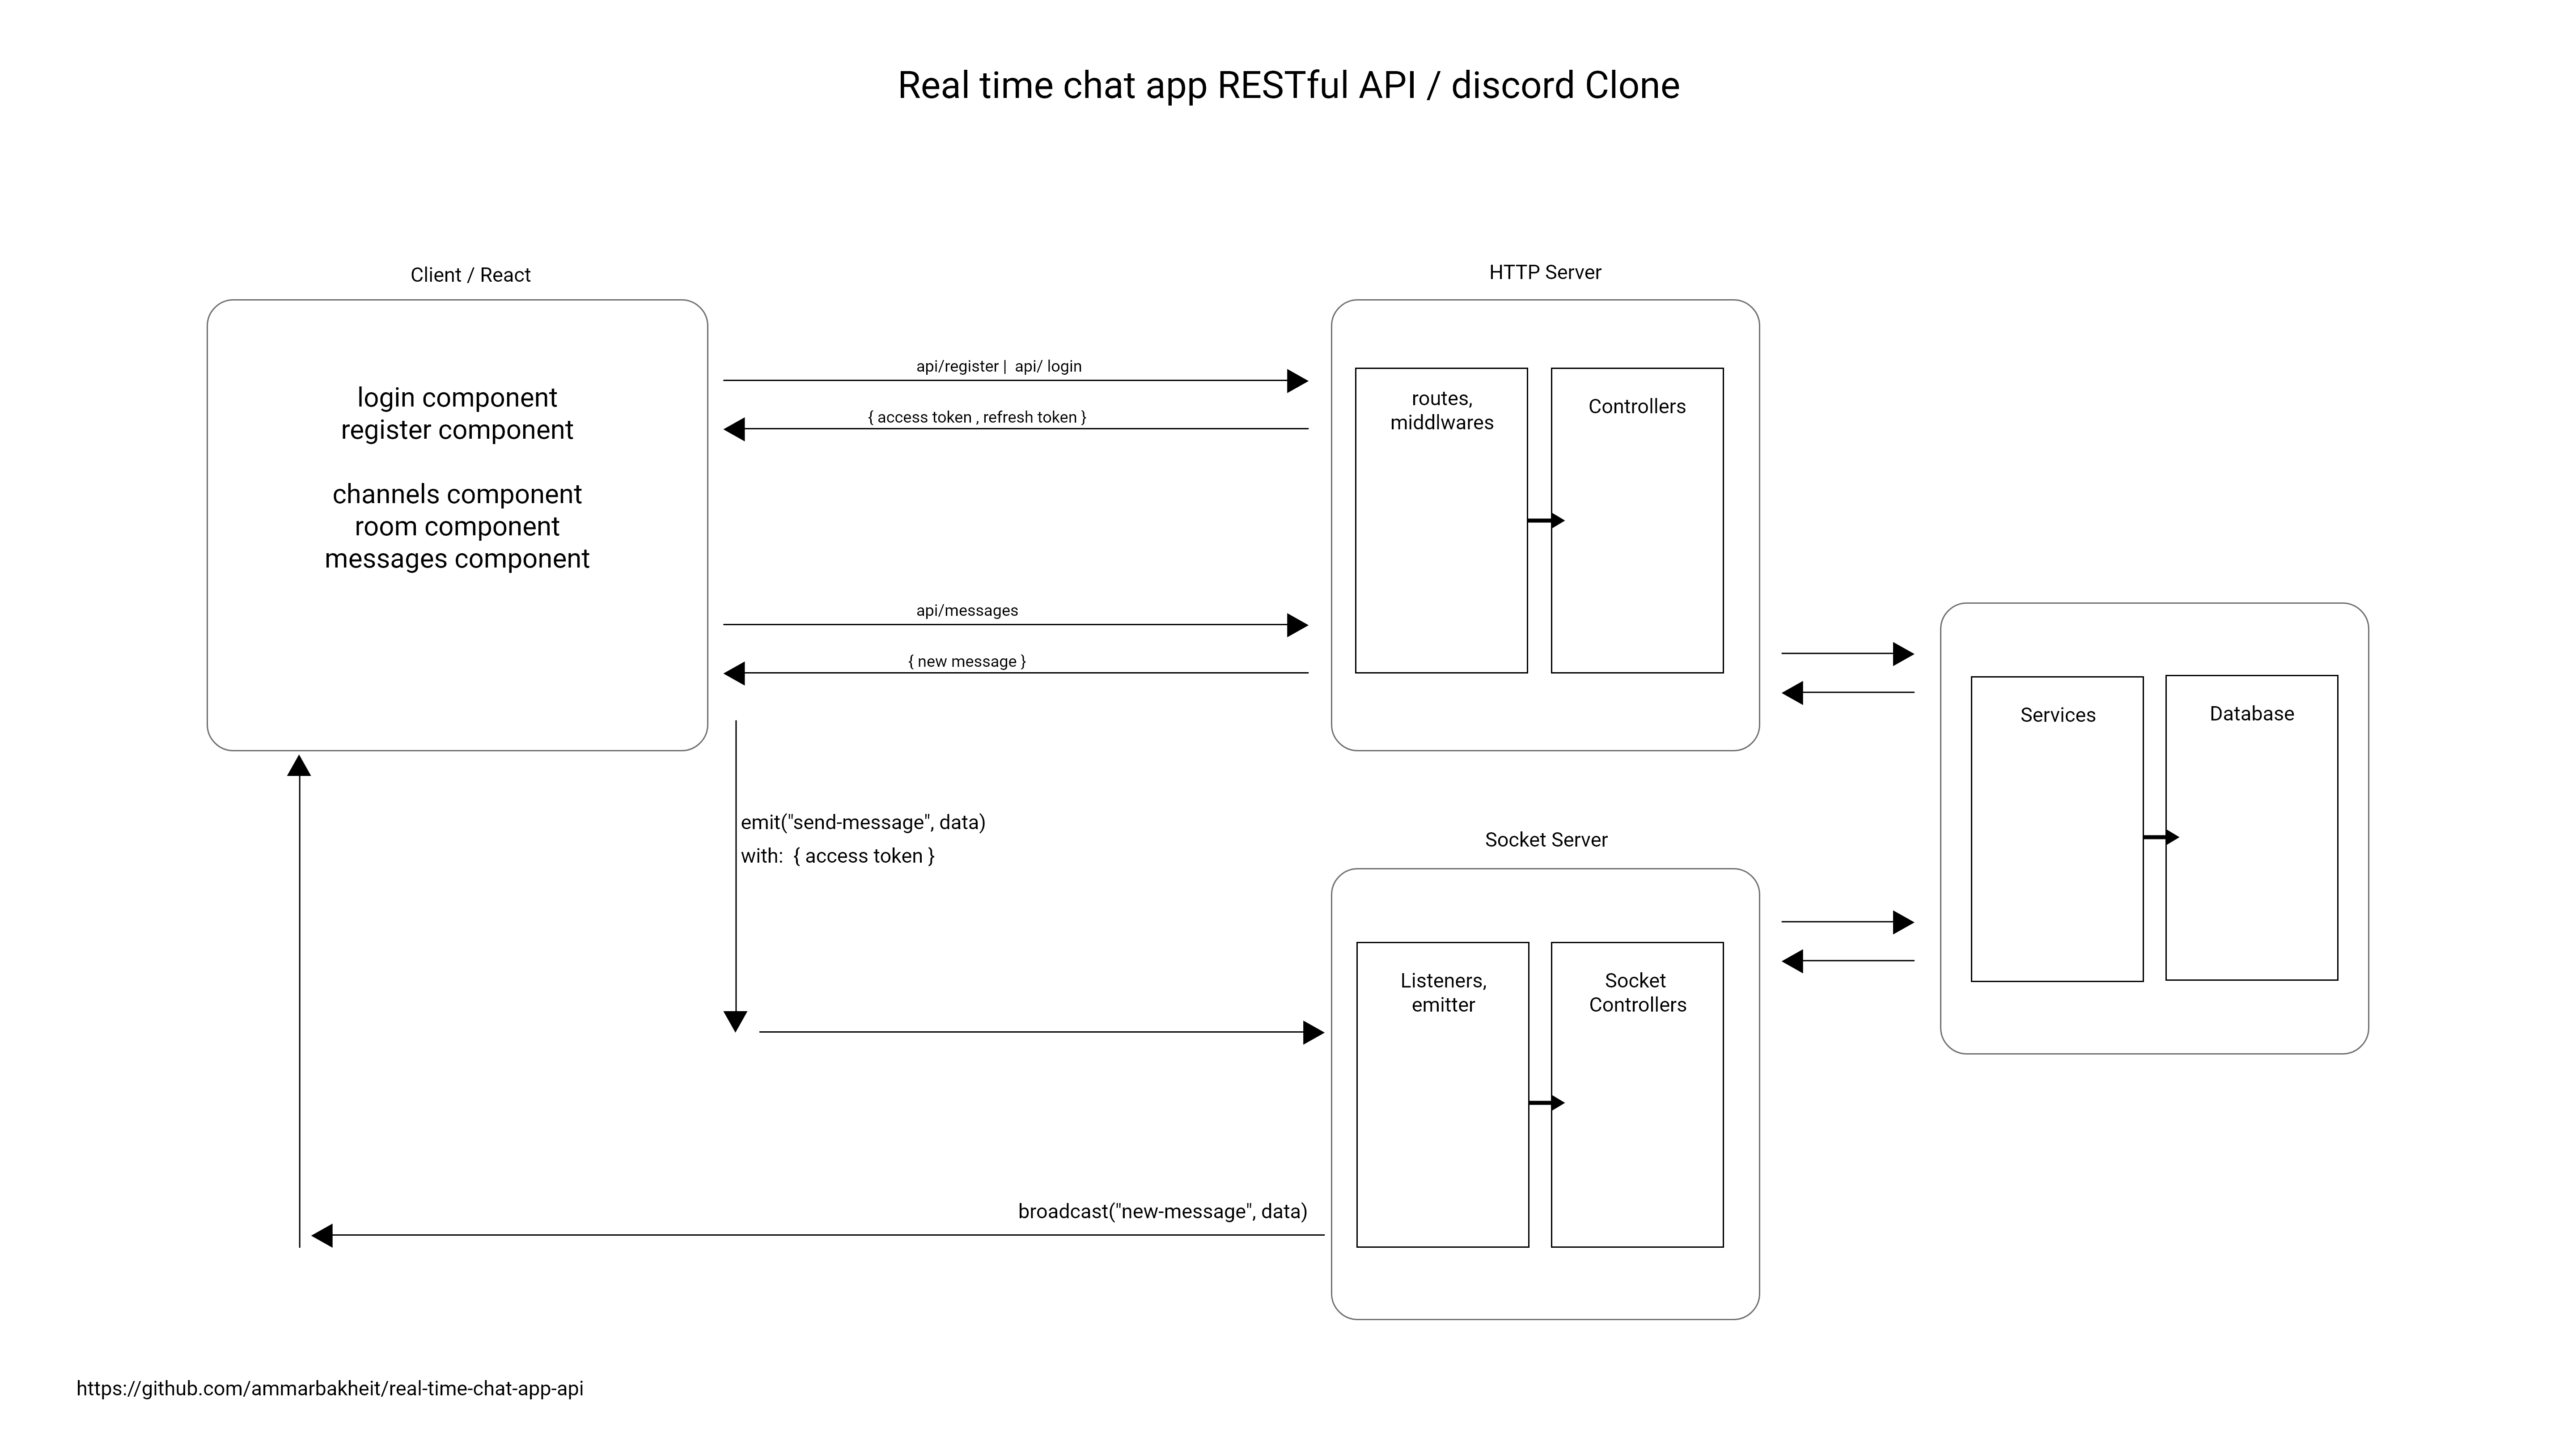 Real time chat app RESTful API / discord Clone
Client / React
login component
register component
channels component
room component
messages component
api/register |  api/ login
{ access token , refresh token }
api/messages
{ new message }
HTTP Server
routes,
middlwares
Controllers
emit("send-message", data)
with:  { access token }
Socket Server
Listeners,
emitter
Socket
Controllers
Services
Database
broadcast("new-message", data)
https://github.com/ammarbakheit/real-time-chat-app-api